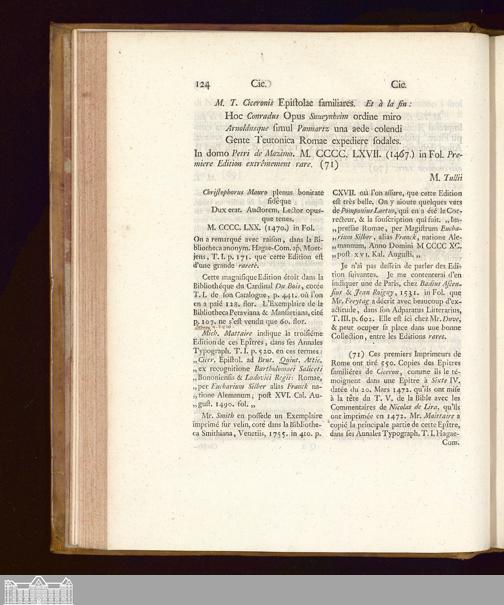 124 Cic. Cic.
M. T. Ciceronis Epistolae familiares. Et à la fin:
Hoc Conradus Opus Suueynheim ordine miro
Arnoldusque simul Pannartz una aede colendi
Gente Teutonica Romae expediere sodales.
In domo Petri de Maximo. M. CCCC. LXVII. (1467.) in Fol. Pre-
miere Edition extrêmement rare. (71)
M. Tullii
Christophorus Mauro plenus bonitate
fideque
Dux erat. Auctorem, Lector opus-
que tenes.
M. CCCC. LXX. (1470.) in Fol.
On a remarqué avec raison, dans la Bi-
bliotheca anonym. Hague-Com. ap. Moet-
jens, T. I. p. 171. que cette Edition est
d'une grande rareté.
Cette magnifique Edition étoit dans la
Bibliothéque du Cardinal Du Bois, cotée
T. I. de son Catalogue, p. 441. où l'on
en a païé 128. flor. L'Exemplaire de la
Bibliotheca Petaviana & Mansartiana, cité
p. 107. ne s'est vendu que 60. flor.
Mich. Mattaire indique la troisiéme
Edition de ces Epîtres, dans ses Annales
Typograph. T. I. p. 520. en ces termes:
„Cicer. Epistol. ad Brut. Quint. Attic.
„ex recognitione Bartholomaei Saliceti
„Bononiensis & Ludovici Regii: Romae,
„per Eucharium Silber alias Franck na-
„tione Alemanum; post XVI. Cal. Au-
„gust. 1490. fol. „
Mr. Smith en possede un Exemplaire
imprimé sur velin, coté dans la Bibliothe-
ca Smithiana, Venetiis, 1755. in 4to. p.
CXVII. où l'on assure, que cette Edition
est très belle. On y ajoute quelques vers
de Pomponius Laetus, qui en a été le Cor-
recteur, & la souscription qui suit. „Im-
„pressae Romae, per Magistrum Eucha-
„rium Silber, alias Franck, natione Ale-
„mannum, Anno Domini M CCCC XC.
„post XVI. Kal. Augusti. „
Je n'ai pas dessein de parler des Edi-
tion suivantes. Je me contenterai d'en
indiquer une de Paris, chez Badius Ascen-
sius & Jean Roigny, 1531. in Fol. que
Mr. Freytag a décrit avec beaucoup d'ex-
actitude, dans son Adparatus Litterarius,
T. III. p. 602. Elle est ici chez Mr. Duve,
& peut ocuper sa place dans une bonne
Collection, entre les Editions rares.
(71) Ces premiers Imprimeurs de
Rome ont tiré 550. Copies des Epîtres
familiéres de Ciceron, comme ils le té-
moignent dans une Epître à Sixte IV.
datée du 20. Mars 1472. qu'ils ont mise
à la tête du T. V. de la Bible avec les
Commentaires de Nicolas de Lira, qu'ils
ont imprimée en 1472. Mr. Maittaire a
copié la principale partie de cette Epître,
dans ses Annales Typograph. T. I. Hagae-
Com.